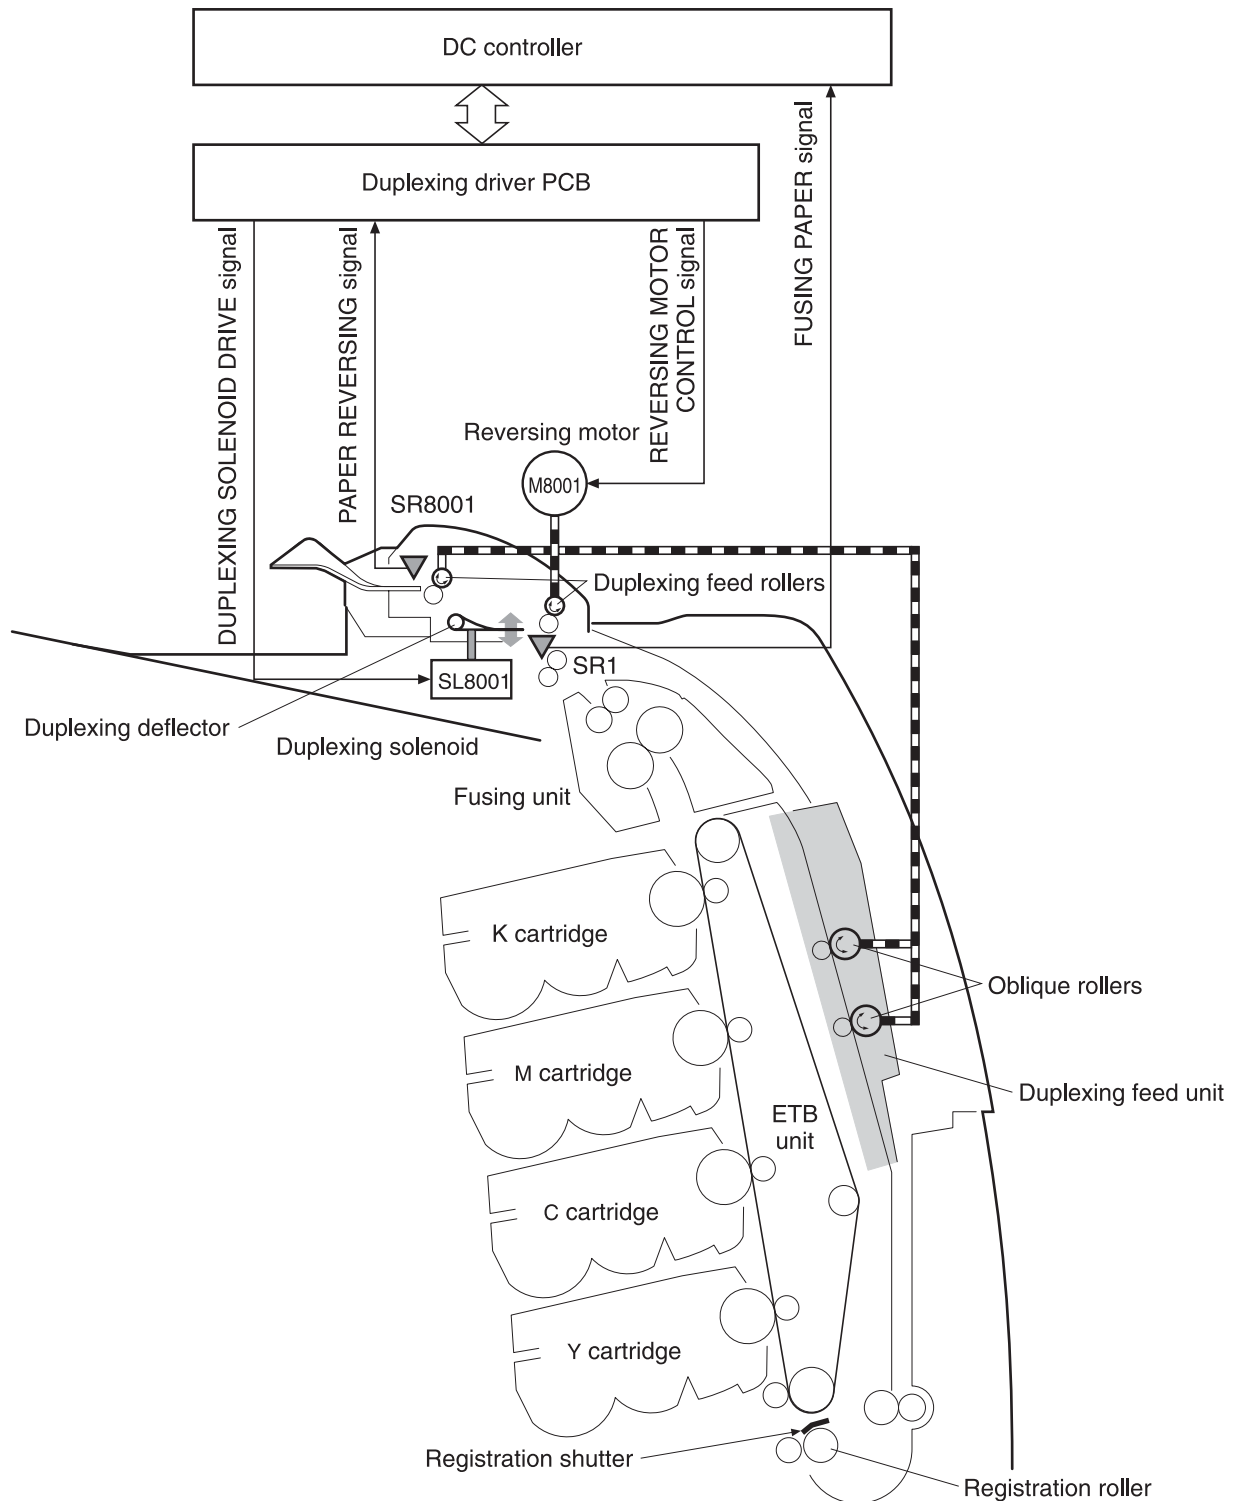 DC controller
Duplexing driver PCB
DUPLEXING SOLENOID DRIVE signal
PAPER REVERSING signal
REVERSING MOTOR
CONTROL signal
FUSING PAPER signal
Reversing motor
M8001
SR8001
Duplexing feed rollers
SR1
SL8001
Duplexing deflector
Duplexing solenoid
Fusing unit
K cartridge
Oblique rollers
M cartridge
Duplexing feed unit
ETB
unit
C cartridge
Y cartridge
Registration shutter
Registration roller